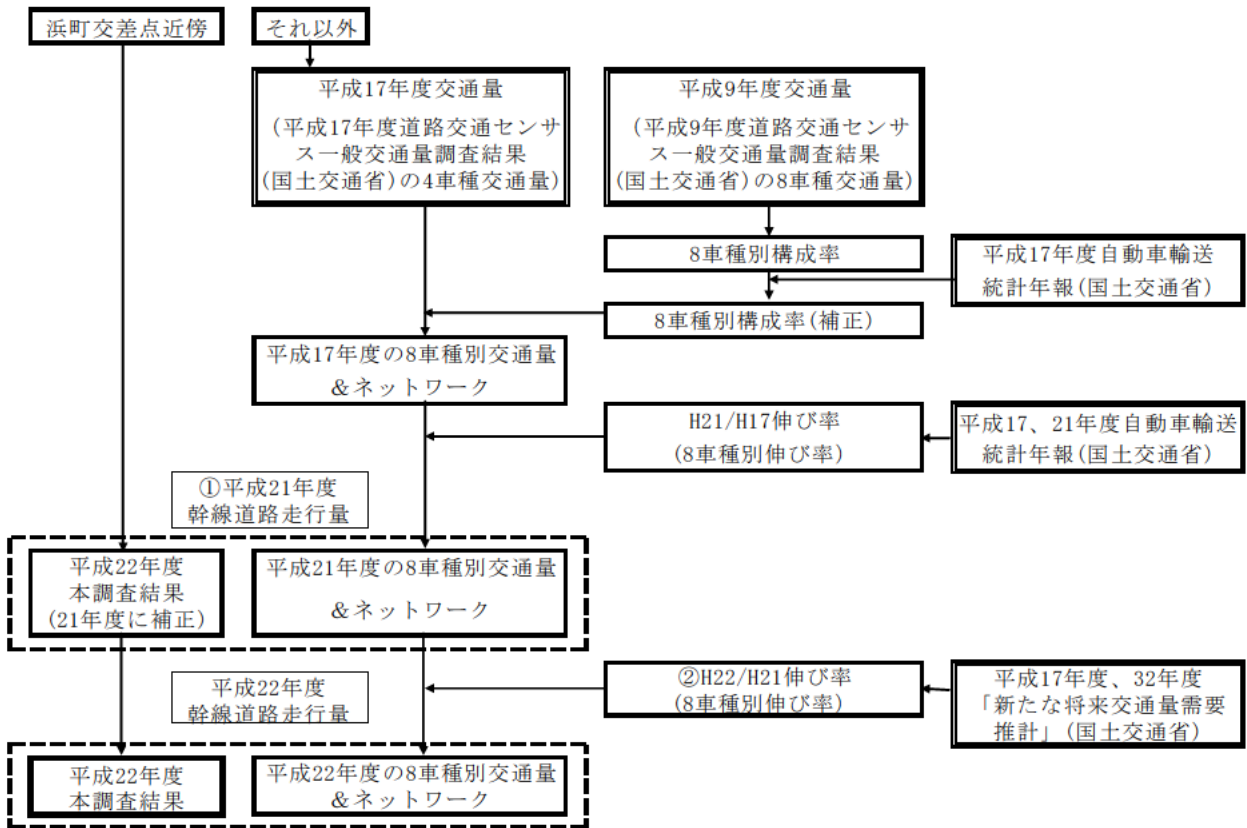 浜町交差点近傍
それ以外
平成17年度交通量
(平成17年度道路交通センサ
ス一般交通量調査結果
(国土交通省)の4車種交通量)
平成9年度交通量
(平成9年度道路交通センサ
ス一般交通量調査結果
(国土交通省)の8車種交通量)
8車種別構成率
平成17年度自動車輸送
統計年報(国土交通省)
8車種別構成率(補正)
平成17年度の8車種別交通量
&ネットワーク
H21/H17伸び率
(8車種別伸び率)
平成17、21年度自動車輸送
統計年報(国土交通省)
①平成21年度
幹線道路走行量
平成22年度
本調査結果
(21年度に補正)
平成21年度の8車種別交通量
&ネットワーク
平成22年度
幹線道路走行量
②H22/H21伸び率
(8車種別伸び率)
平成17年度、32年度
「新たな将来交通量需要
推計」(国土交通省)
平成22年度
本調査結果
平成22年度の8車種別交通量
&ネットワーク